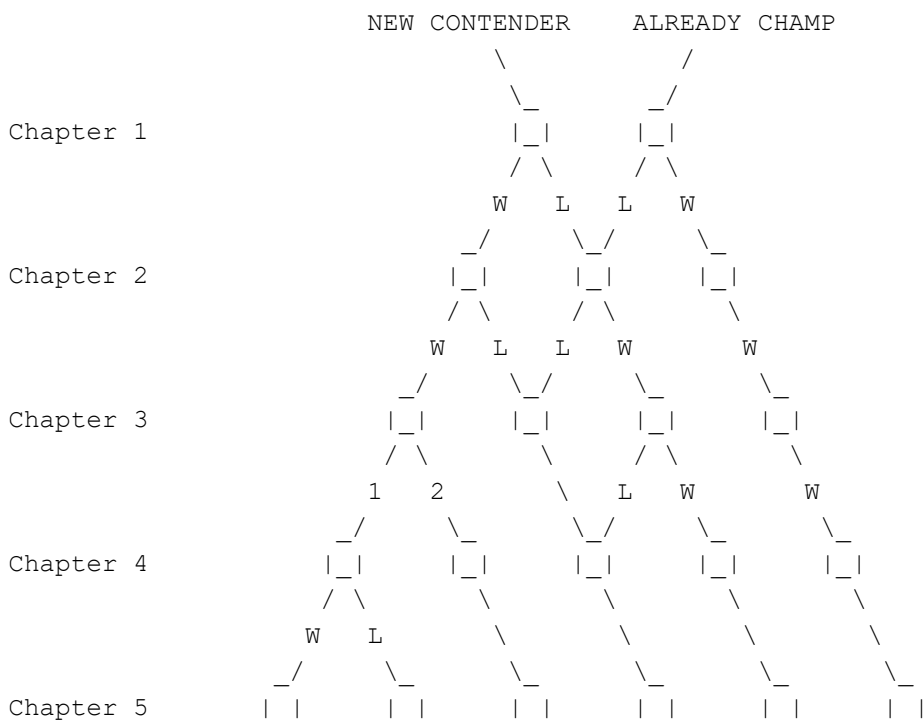 NEW CONTENDER ALREADY CHAMP
\ /
\_ _/
Chapter 1 |_| |_|
/ \ / \
W L L W
_/ \_/ \_
Chapter 2 |_| |_| |_|
/ \ / \ \
W L L W W
_/ \_/ \_ \_
Chapter 3 |_| |_| |_| |_|
/ \ \ / \ \
1 2 \ L W W
_/ \_ \_/ \_ \_
Chapter 4 |_| |_| |_| |_| |_|
/ \ \ \ \ \
W L \ \ \ \
_/ \_ \_ \_ \_ \_
Chapter 5 | | | | | | | | | | | |